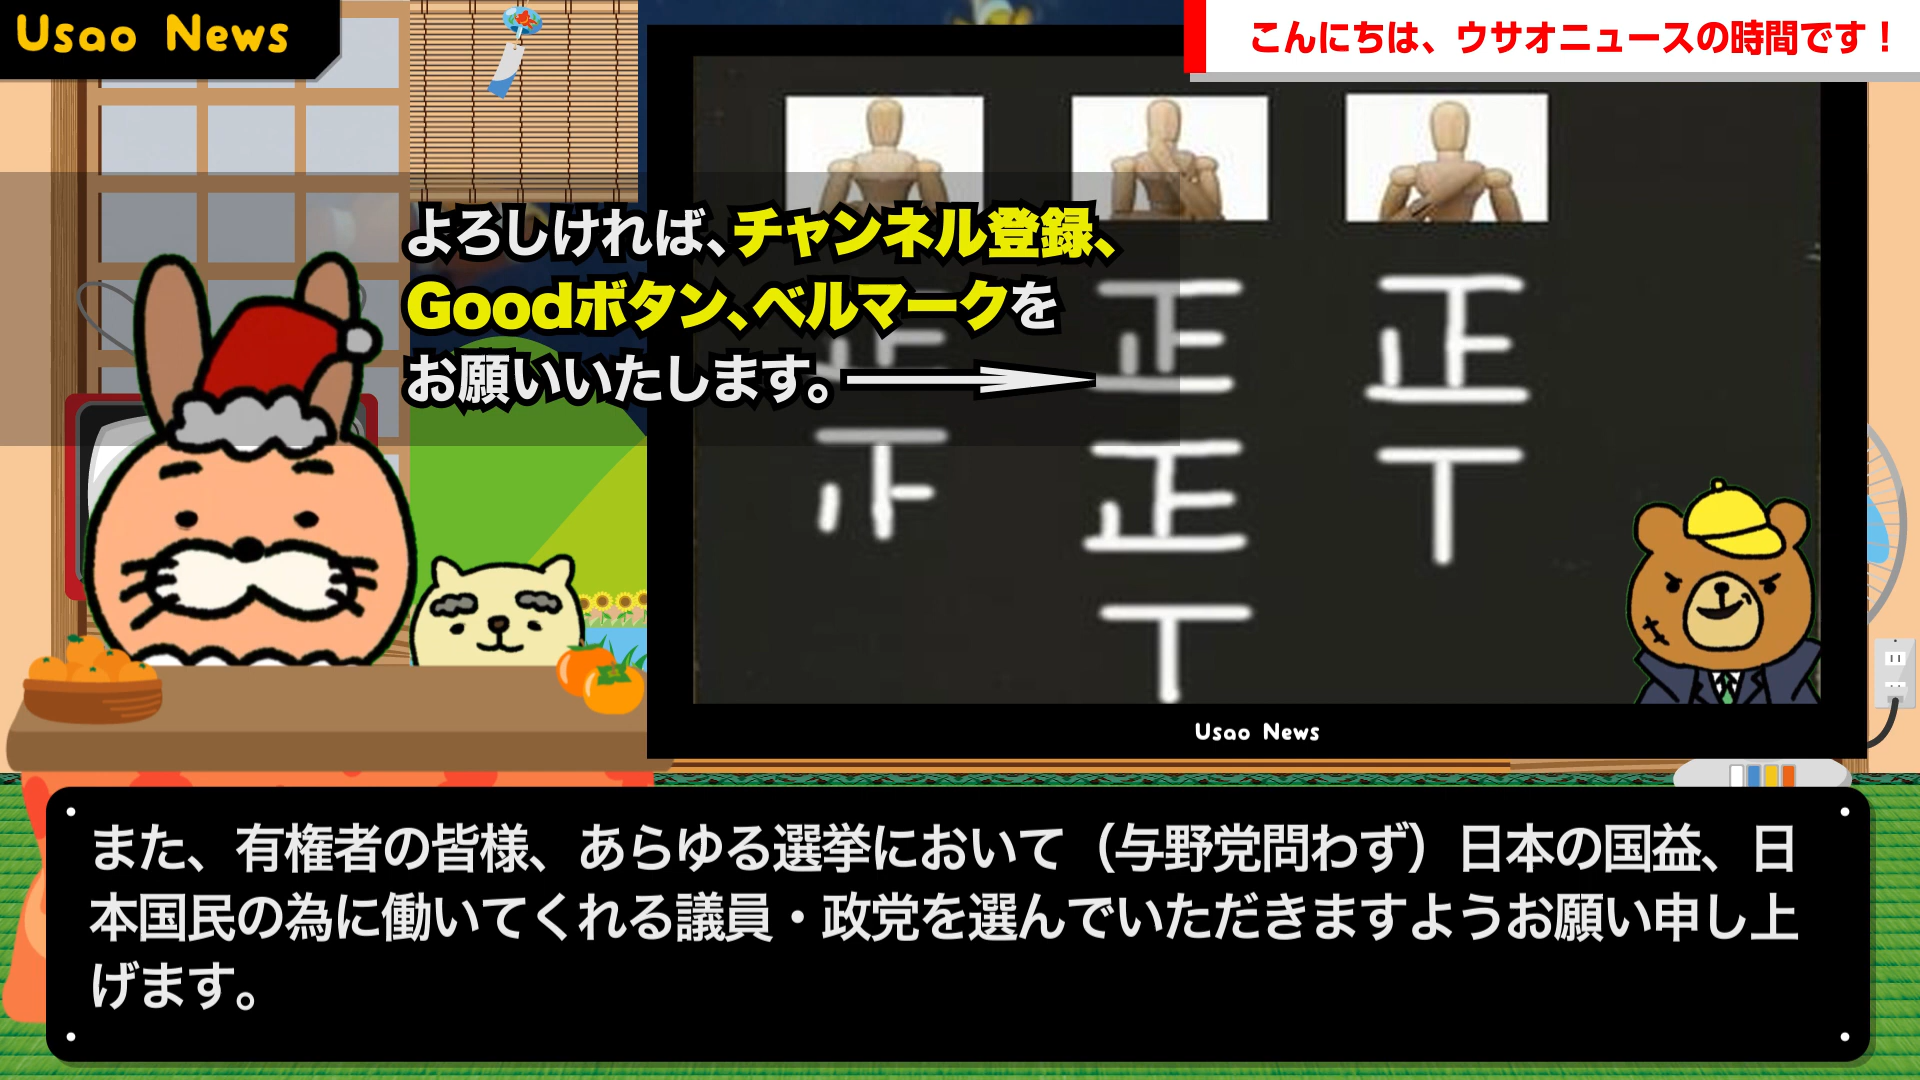 Usao News
こんにちは、ウサオニュースの時間です！
よろしければ、チャンネル登録、
Goodボタン、ベルマークを
お願いいたします。
正 正 正
正 T
正
T
Usao News
また、有権者の皆様、あらゆる選挙において（与野党問わず）日本の国益、日
本国民の為に働いてくれる議員・政党を選んでいただきますようお願い申し上
げます。